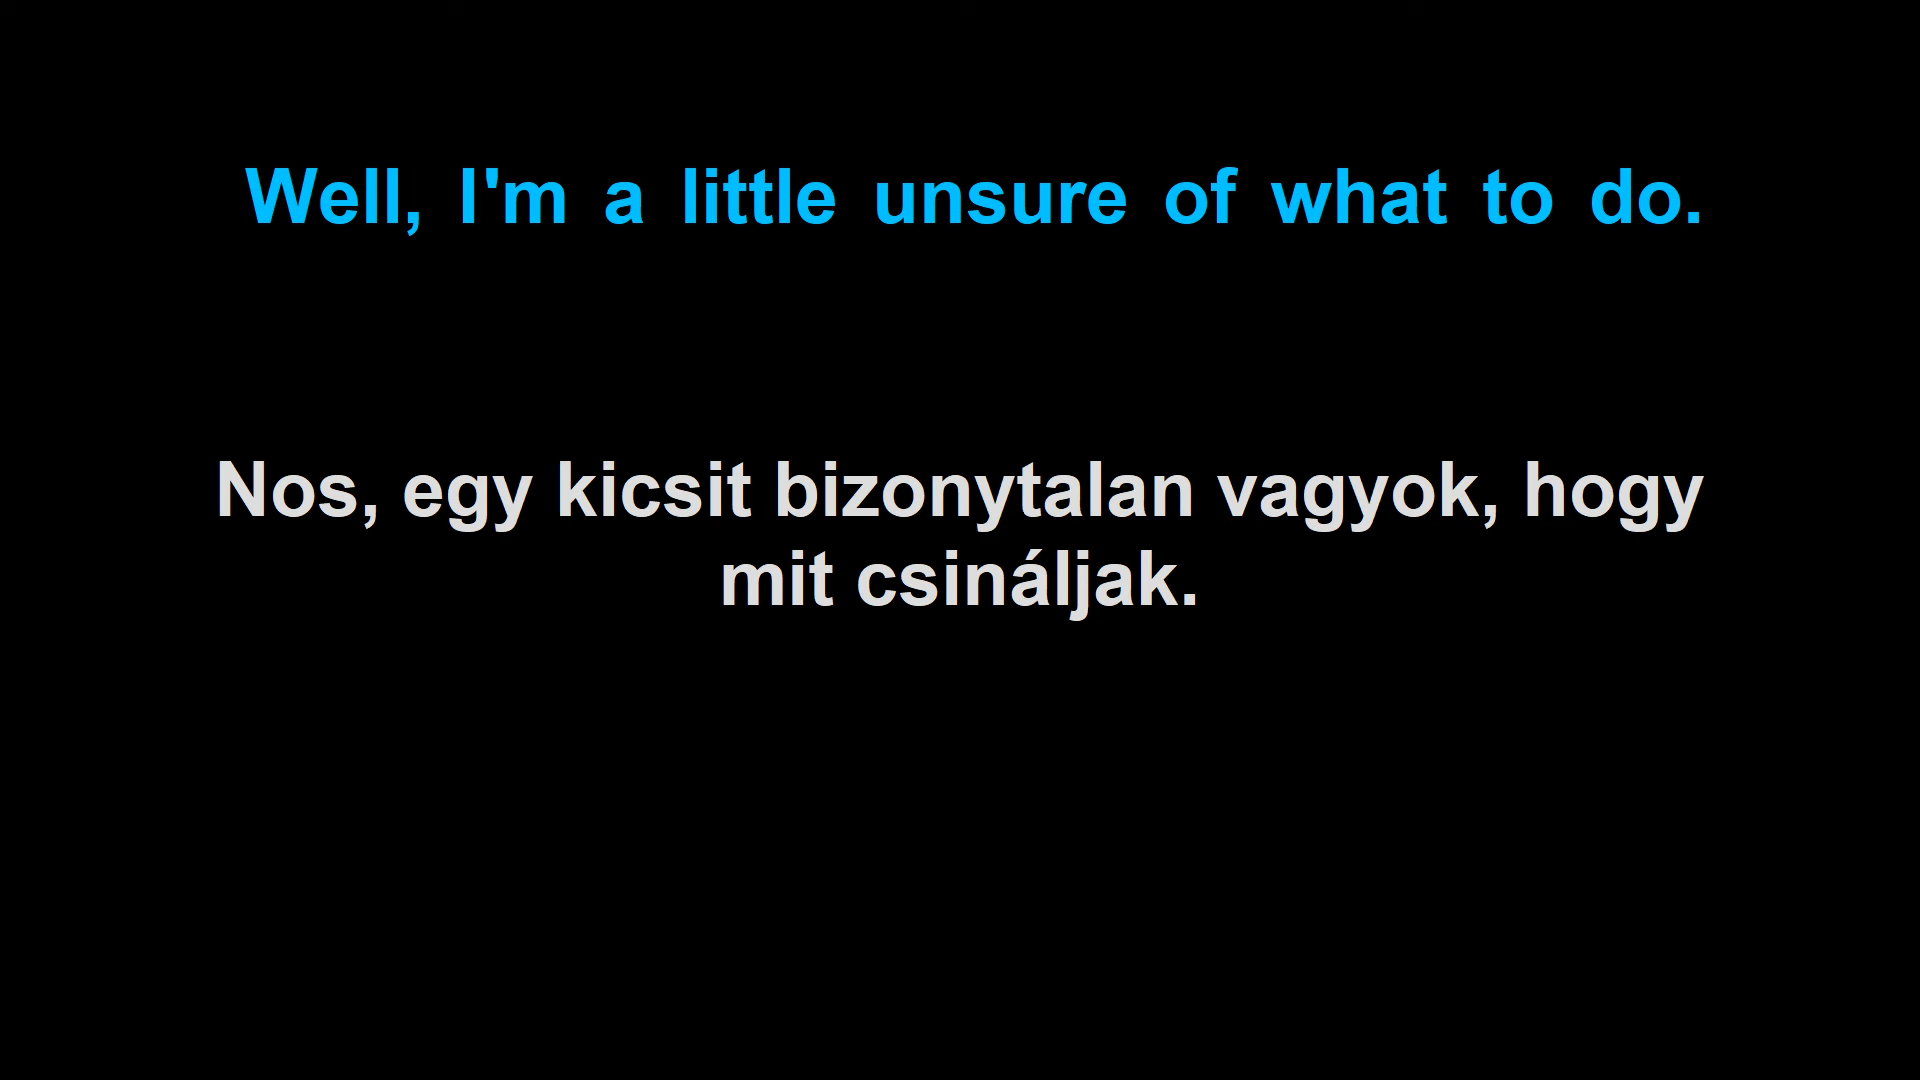 Well, I'm a little unsure of what to do.
Nos, egy kicsit bizonytalan vagyok, hogy
mit csináljak.